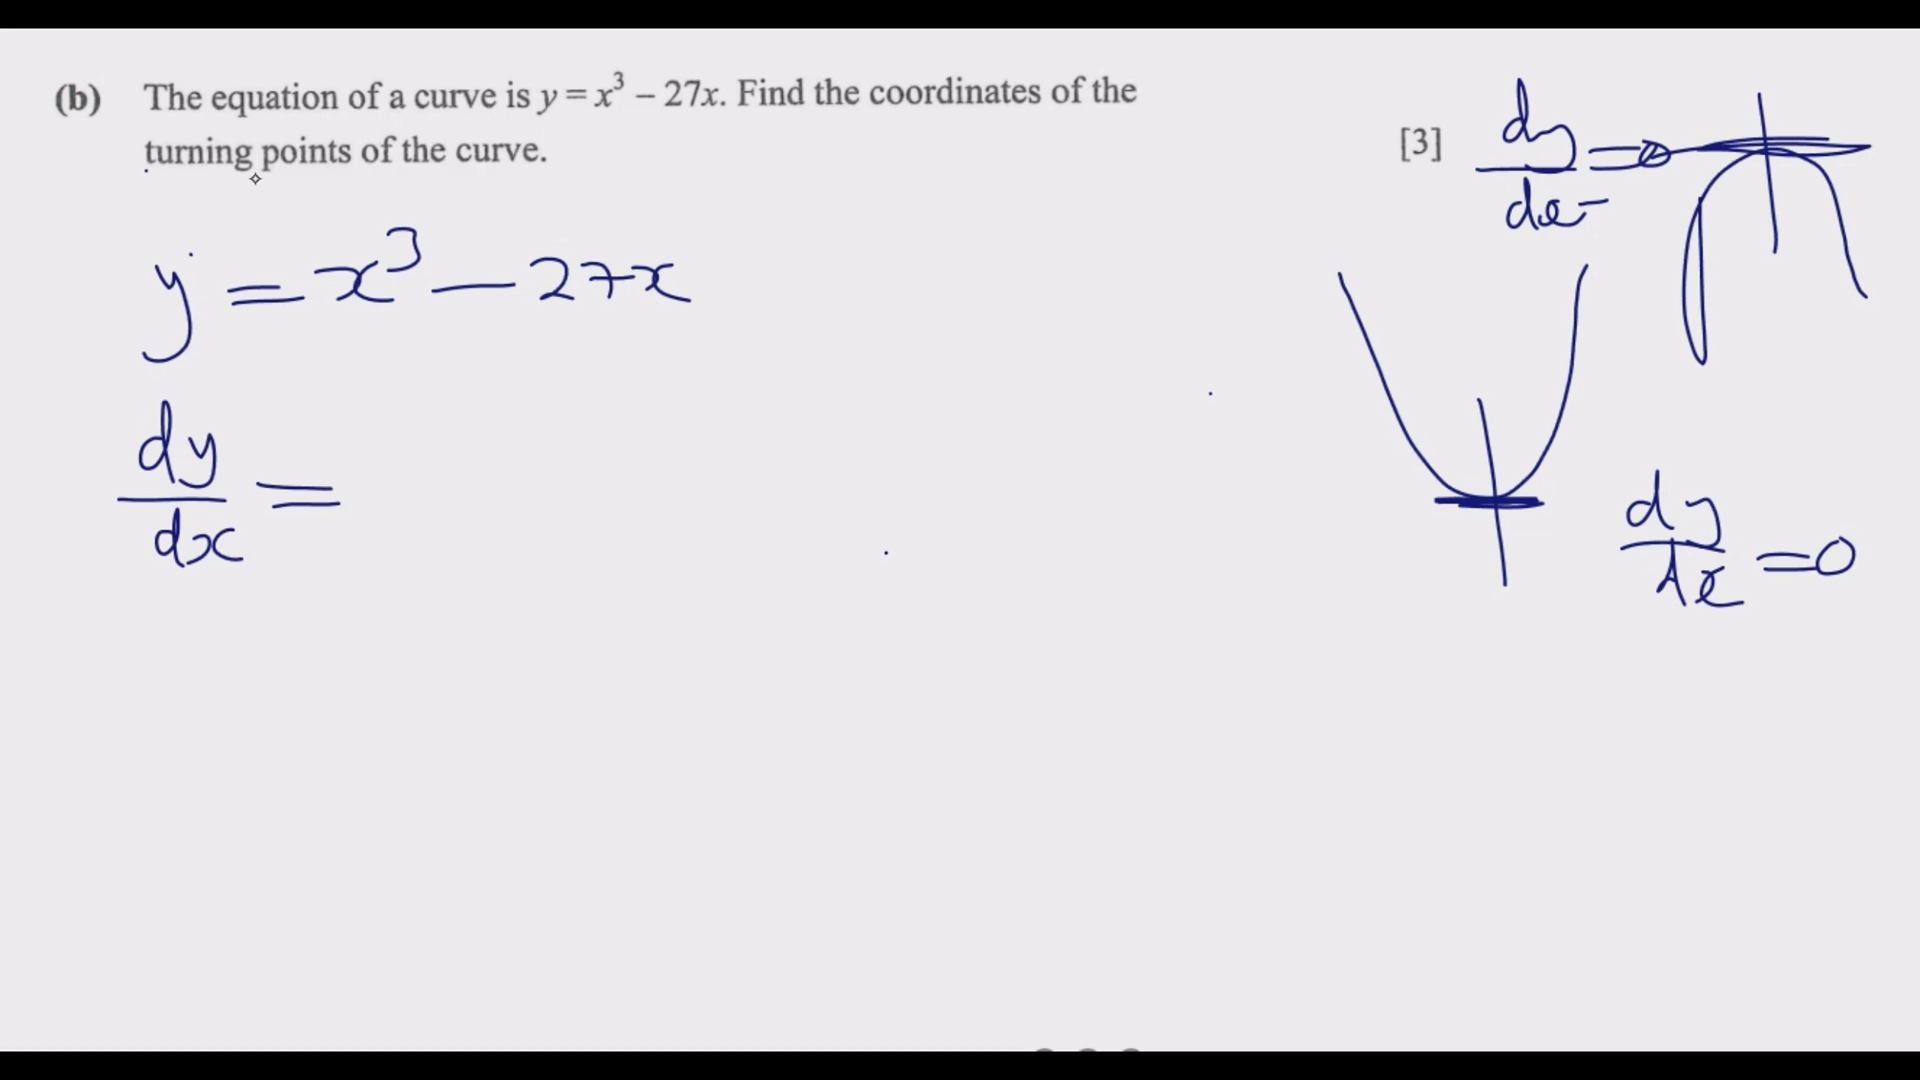 (b) The equation of a curve is y = x³ – 27x. Find the coordinates of the
turning points of the curve.
[3]
dy/dx = 0
y = x³ – 27x
dy/dx =
dy/dx = 0